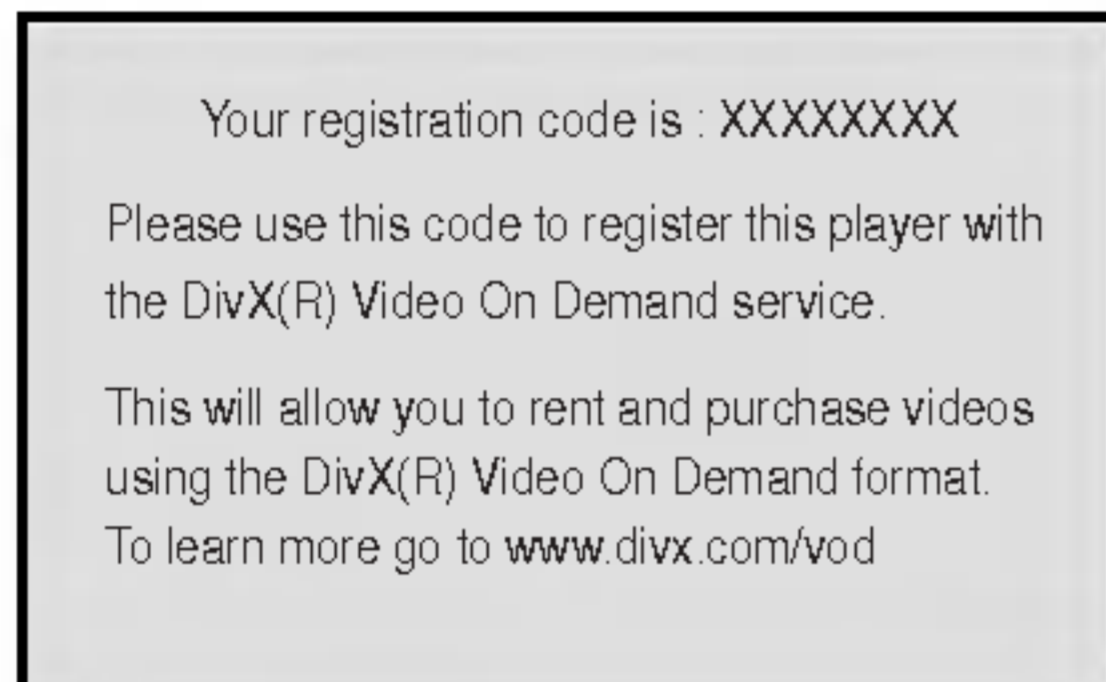 Your registration code is : XXXXXXXX
Please use this code to register this player with
the DivX(R) Video On Demand service.
This will allow you to rent and purchase videos
using the DivX(R) Video On Demand format.
To learn more go to www.divx.com/vod